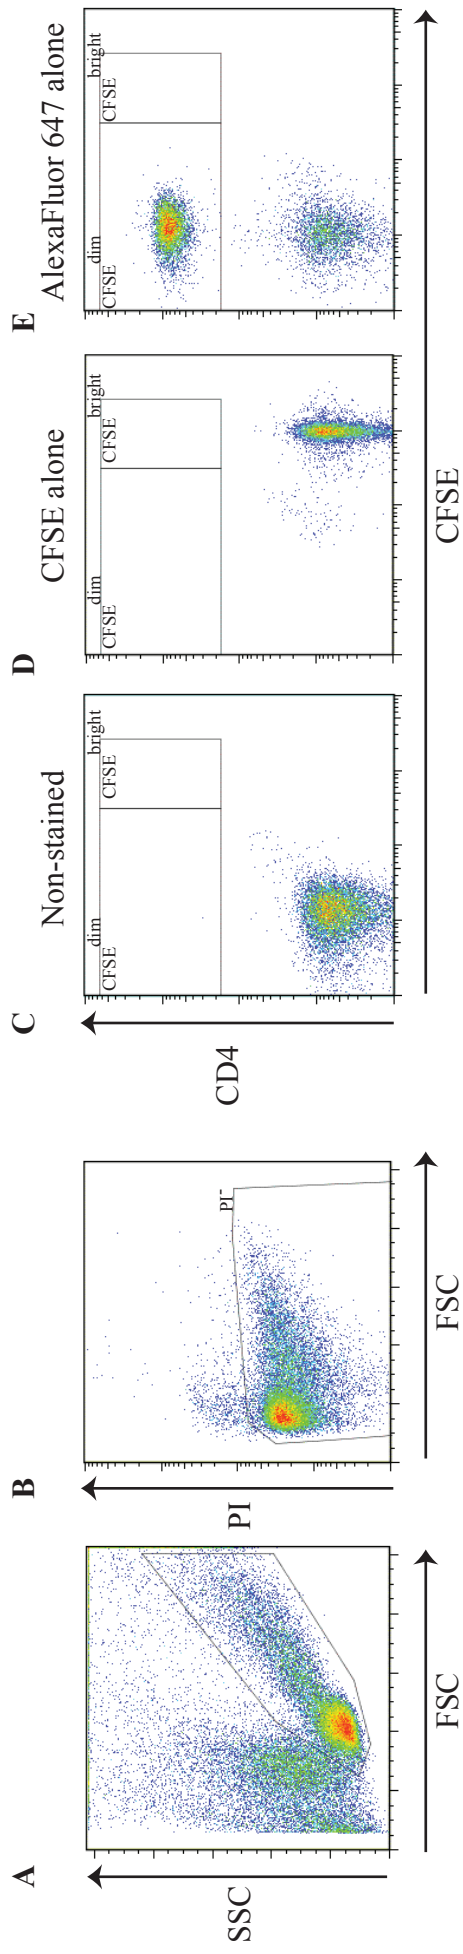 A
SSC
FSC
B
PI
PI-
FSC
C
Non-stained
CD4
CFSE dim
CFSE bright
D
CFSE alone
CFSE dim
CFSE bright
E
AlexaFluor 647 alone
CFSE dim
CFSE bright
CFSE